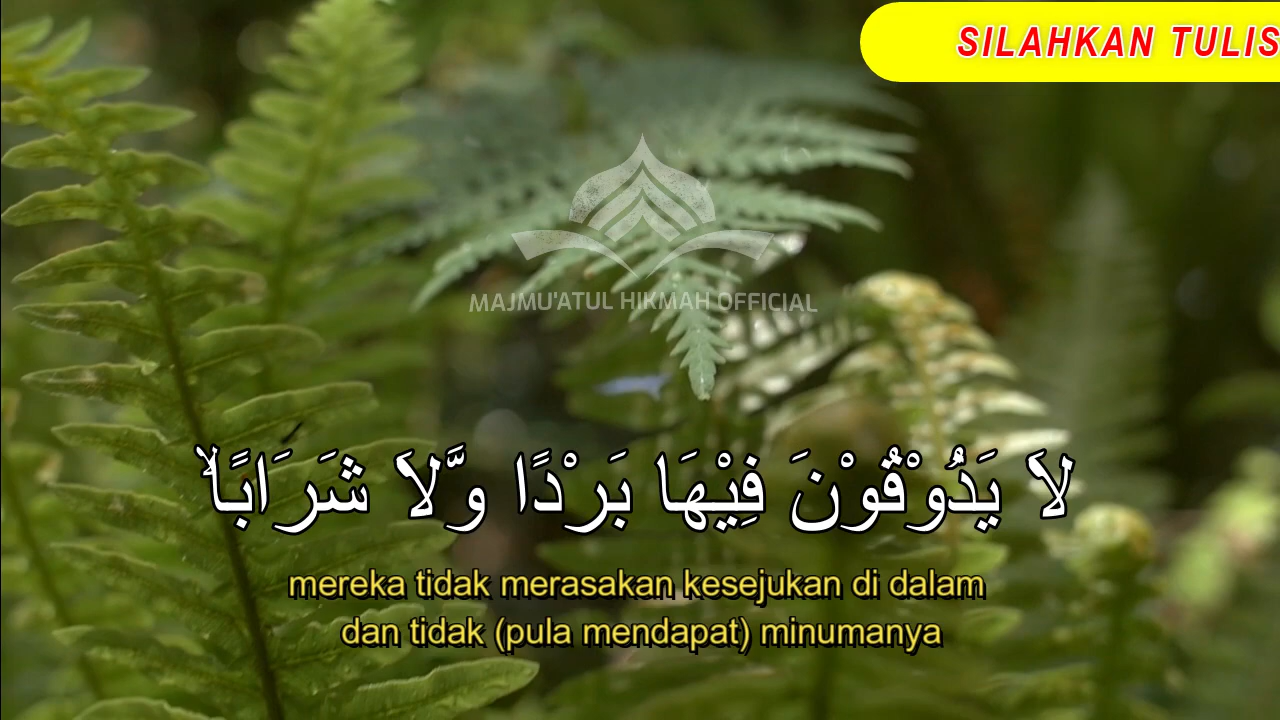 SILAHKAN TULIS
MAJMU'ATUL HIKMAH OFFICIAL
لَا يَدُوْقُوْنَ فِيْهَا بَرْدًا وَّلَا شَرَابًاۙ
mereka tidak merasakan kesejukan di dalam
dan tidak (pula mendapat) minumanya